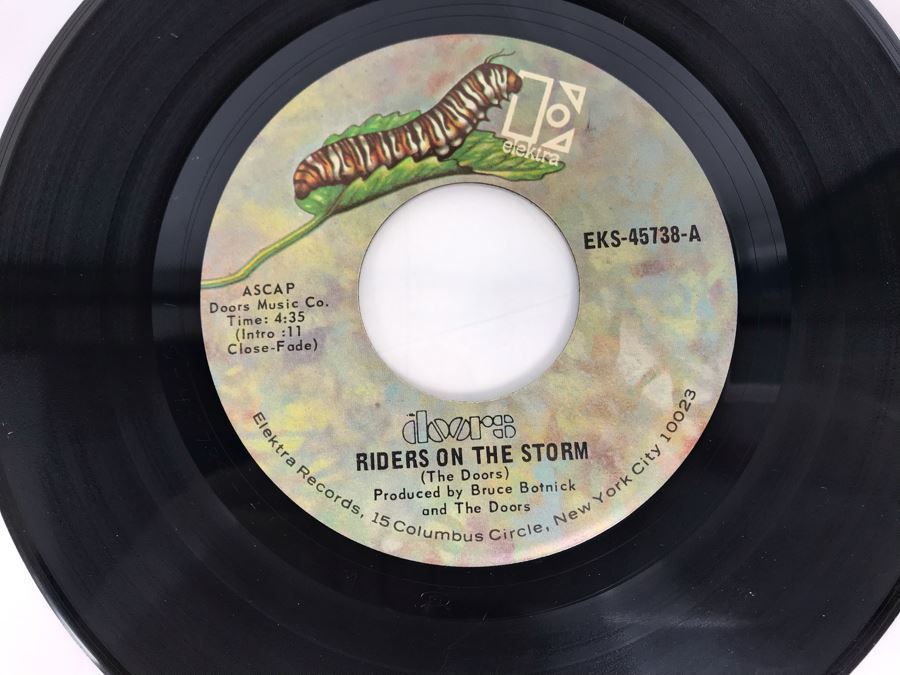 elektra
EKS-45738-A
ASCAP
Doors Music Co.
Time: 4:35
(Intro :11
Close-Fade)
doors
RIDERS ON THE STORM
(The Doors)
Produced by Bruce Botnick
and The Doors
Elektra Records, 15 Columbus Circle, New York City 10023